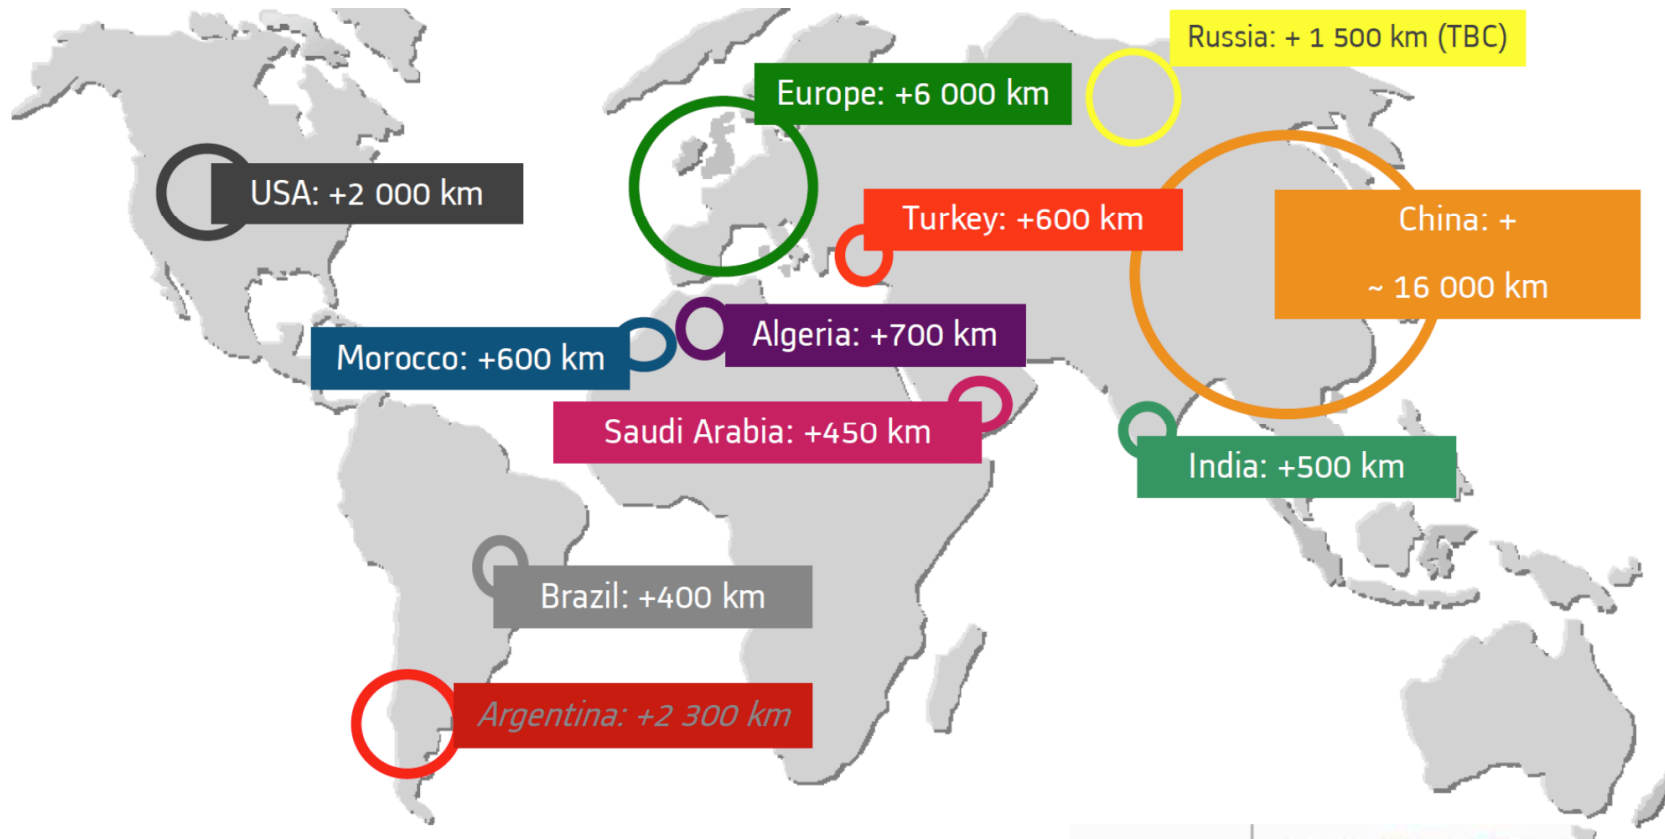 Russia: + 1 500 km (TBC)
Europe: +6 000 km
USA: +2 000 km
Turkey: +600 km
China: +
~ 16 000 km
Algeria: +700 km
Morocco: +600 km
Saudi Arabia: +450 km
India: +500 km
Brazil: +400 km
Argentina: +2 300 km